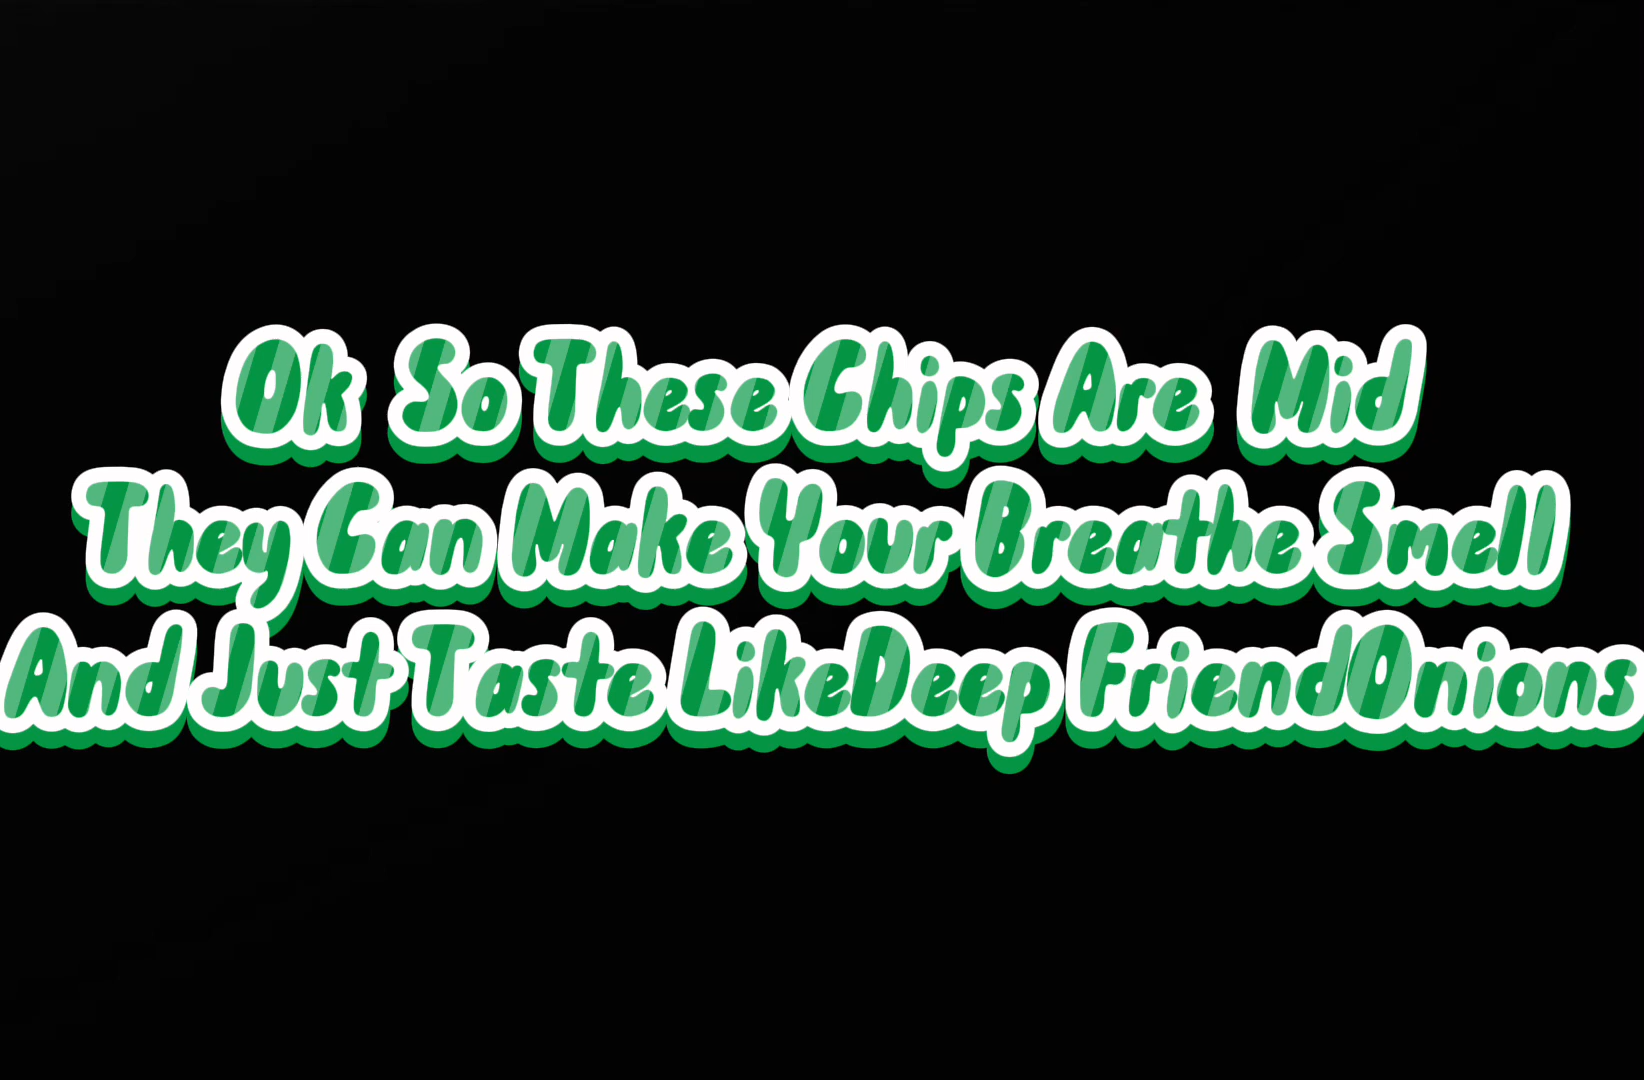 Ok So These Chips Are Mid
They Can Make Your Breathe Smell
And Just Taste LikeDeep FriendOnions